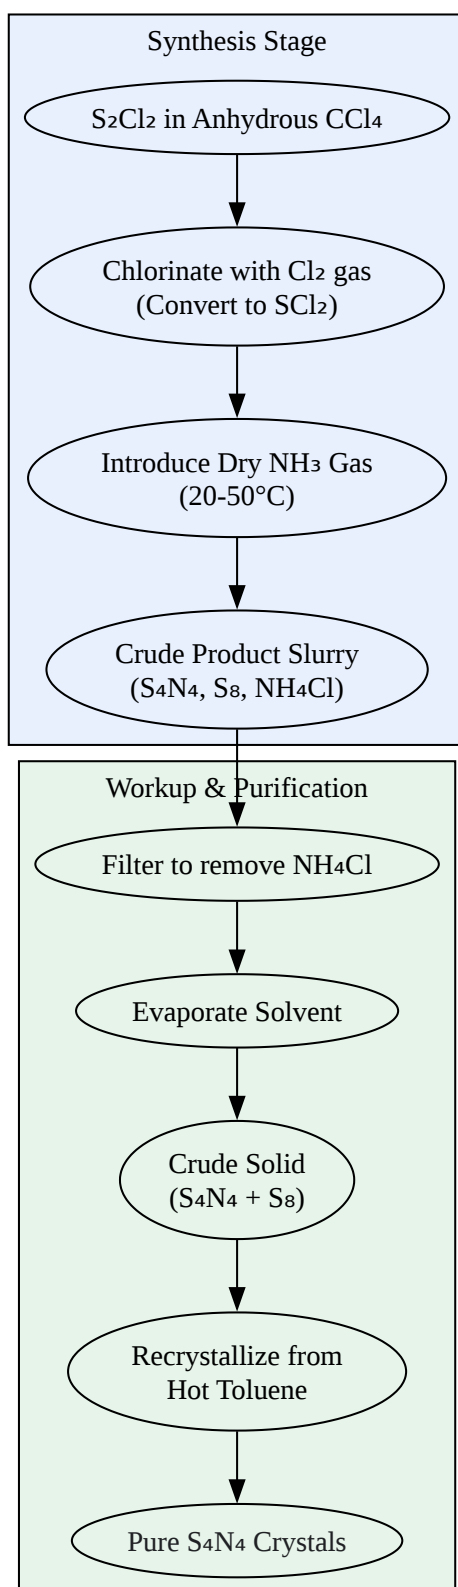 Synthesis Stage
S₂Cl₂ in Anhydrous CCl₄
Chlorinate with Cl₂ gas
(Convert to SCl₂)
Introduce Dry NH₃ Gas
(20-50°C)
Crude Product Slurry
(S₄N₄, S₈, NH₄Cl)
Workup & Purification
Filter to remove NH₄Cl
Evaporate Solvent
Crude Solid
(S₄N₄ + S₈)
Recrystallize from
Hot Toluene
Pure S₄N₄ Crystals